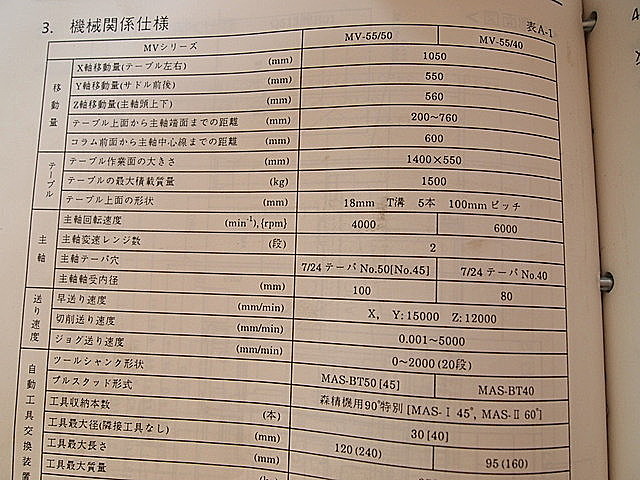 3. 機械関係仕様
表A-1
MVシリーズ MV-55/50 MV-55/40
移動量
X軸移動量(テーブル左右) (mm) 1050
Y軸移動量(サドル前後) (mm) 550
Z軸移動量(主軸頭上下) (mm) 560
テーブル上面から主軸端面までの距離 (mm) 200~760
コラム前面から主軸中心線までの距離 (mm) 600
テーブル
テーブル作業面の大きさ (mm) 1400×550
テーブルの最大積載質量 (kg) 1500
テーブル上面の形状 (mm) 18mm T溝 5本 100mmピッチ
主軸
主軸回転速度 (min⁻¹),{rpm} 4000 6000
主軸変速レンジ数 (段) 2
主軸テーパ穴 7/24テーパNo.50[No.45] 7/24テーパNo.40
主軸軸受内径 (mm) 100 80
送り速度
早送り速度 (mm/min) X, Y:15000 Z:12000
切削送り速度 (mm/min) 0.001~5000
ジョグ送り速度 (mm/min) 0~2000(20段)
自動工具交換装置
ツールシャンク形状 MAS-BT50[45] MAS-BT40
プルスタッド形式 森精機用90°特別[MAS-Ⅰ 45°, MAS-Ⅱ 60°]
工具収納本数 (本) 30[40]
工具最大径(隣接工具なし) (mm) 120(240) 95(160)
工具最大長さ (mm)
工具最大質量